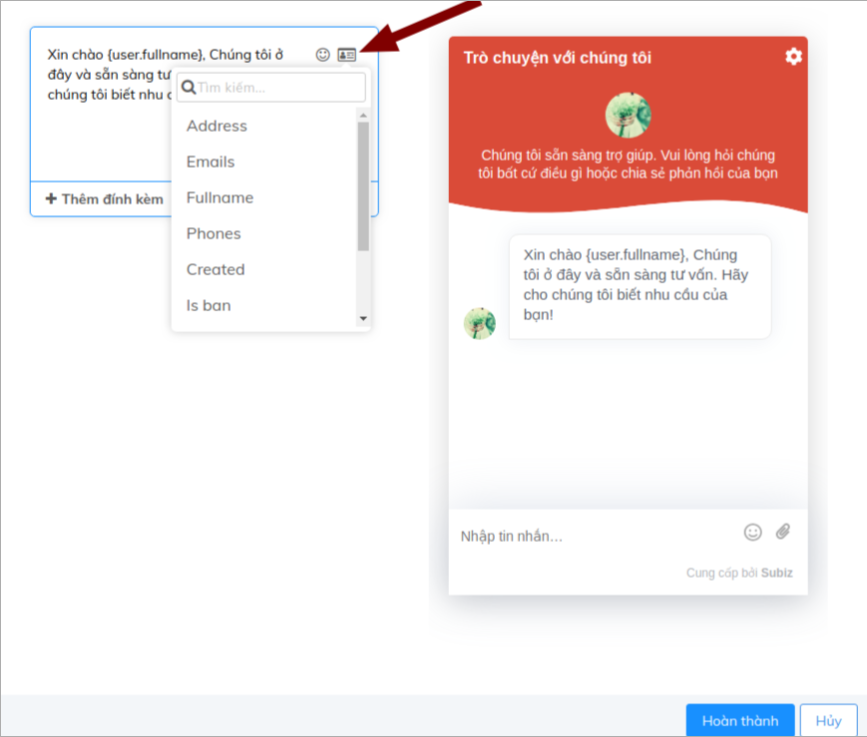 Xin chào {user.fullname}, Chúng tôi ở
đây và sẵn sàng tư
chúng tôi biết nhu
Tìm kiếm...
Address
Emails
Fullname
Phones
Created
Is ban
Thêm đính kèm
Trò chuyện với chúng tôi
Chúng tôi sẵn sàng trợ giúp. Vui lòng hỏi chúng
tôi bất cứ điều gì hoặc chia sẻ phản hồi của bạn
Xin chào {user.fullname}, Chúng
tôi ở đây và sẵn sàng tư vấn. Hãy
cho chúng tôi biết nhu cầu của
bạn!
Nhập tin nhắn...
Cung cấp bởi Subiz
Hoàn thành
Hủy